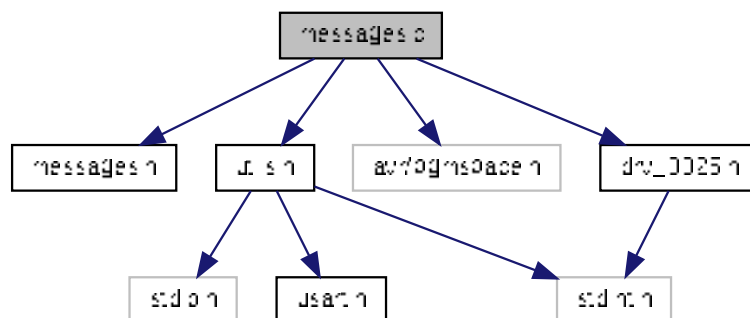 messages.c
messages.h
utils.h
avr/pgmspace.h
stdio.h
usart.h
stdint.h